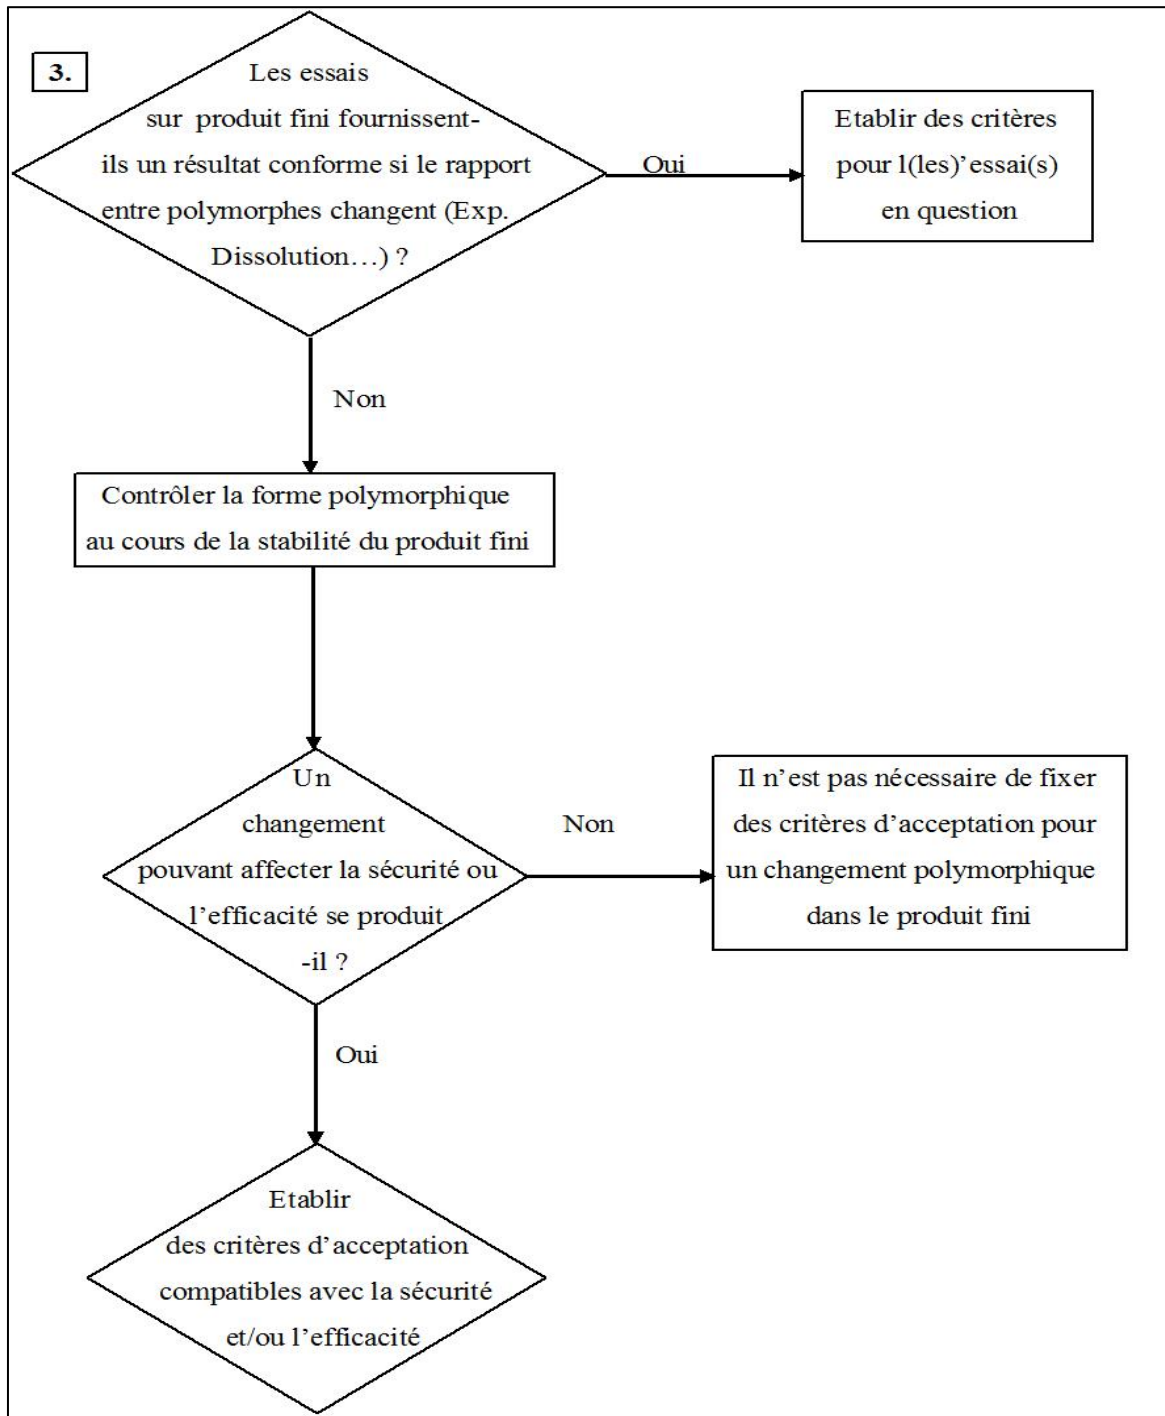 3.
Les essais
sur produit fini fournissent-
ils un résultat conforme si le rapport
entre polymorphes changent (Exp.
Dissolution…) ?
Oui
Etablir des critères
pour l(les)’essai(s)
en question
Non
Contrôler la forme polymorphique
au cours de la stabilité du produit fini
Un
changement
pouvant affecter la sécurité ou
l’efficacité se produit
-il ?
Non
Il n’est pas nécessaire de fixer
des critères d’acceptation pour
un changement polymorphique
dans le produit fini
Oui
Etablir
des critères d’acceptation
compatibles avec la sécurité
et/ou l’efficacité